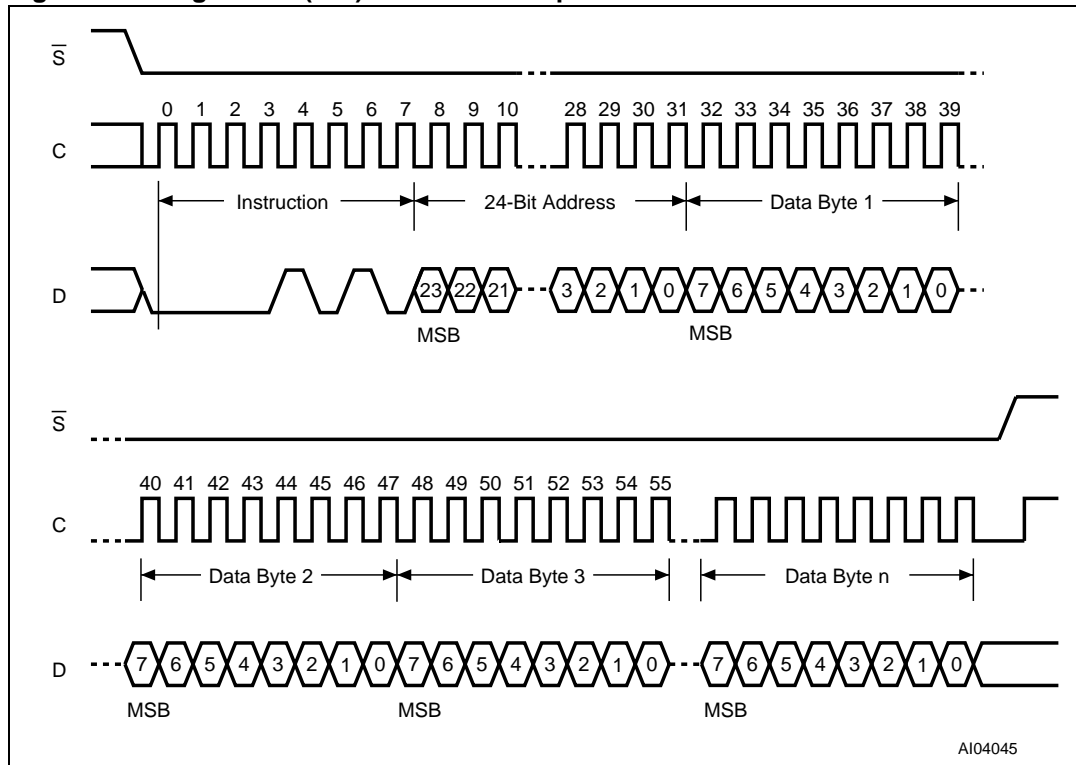 S
0 1 2 3 4 5 6 7 8 9 10 28 29 30 31 32 33 34 35 36 37 38 39
C
Instruction 24-Bit Address Data Byte 1
D 23 22 21 3 2 1 0 7 6 5 4 3 2 1 0
MSB MSB
S
40 41 42 43 44 45 46 47 48 49 50 51 52 53 54 55
C
Data Byte 2 Data Byte 3 Data Byte n
D 7 6 5 4 3 2 1 0 7 6 5 4 3 2 1 0 7 6 5 4 3 2 1 0
MSB MSB MSB
AI04045